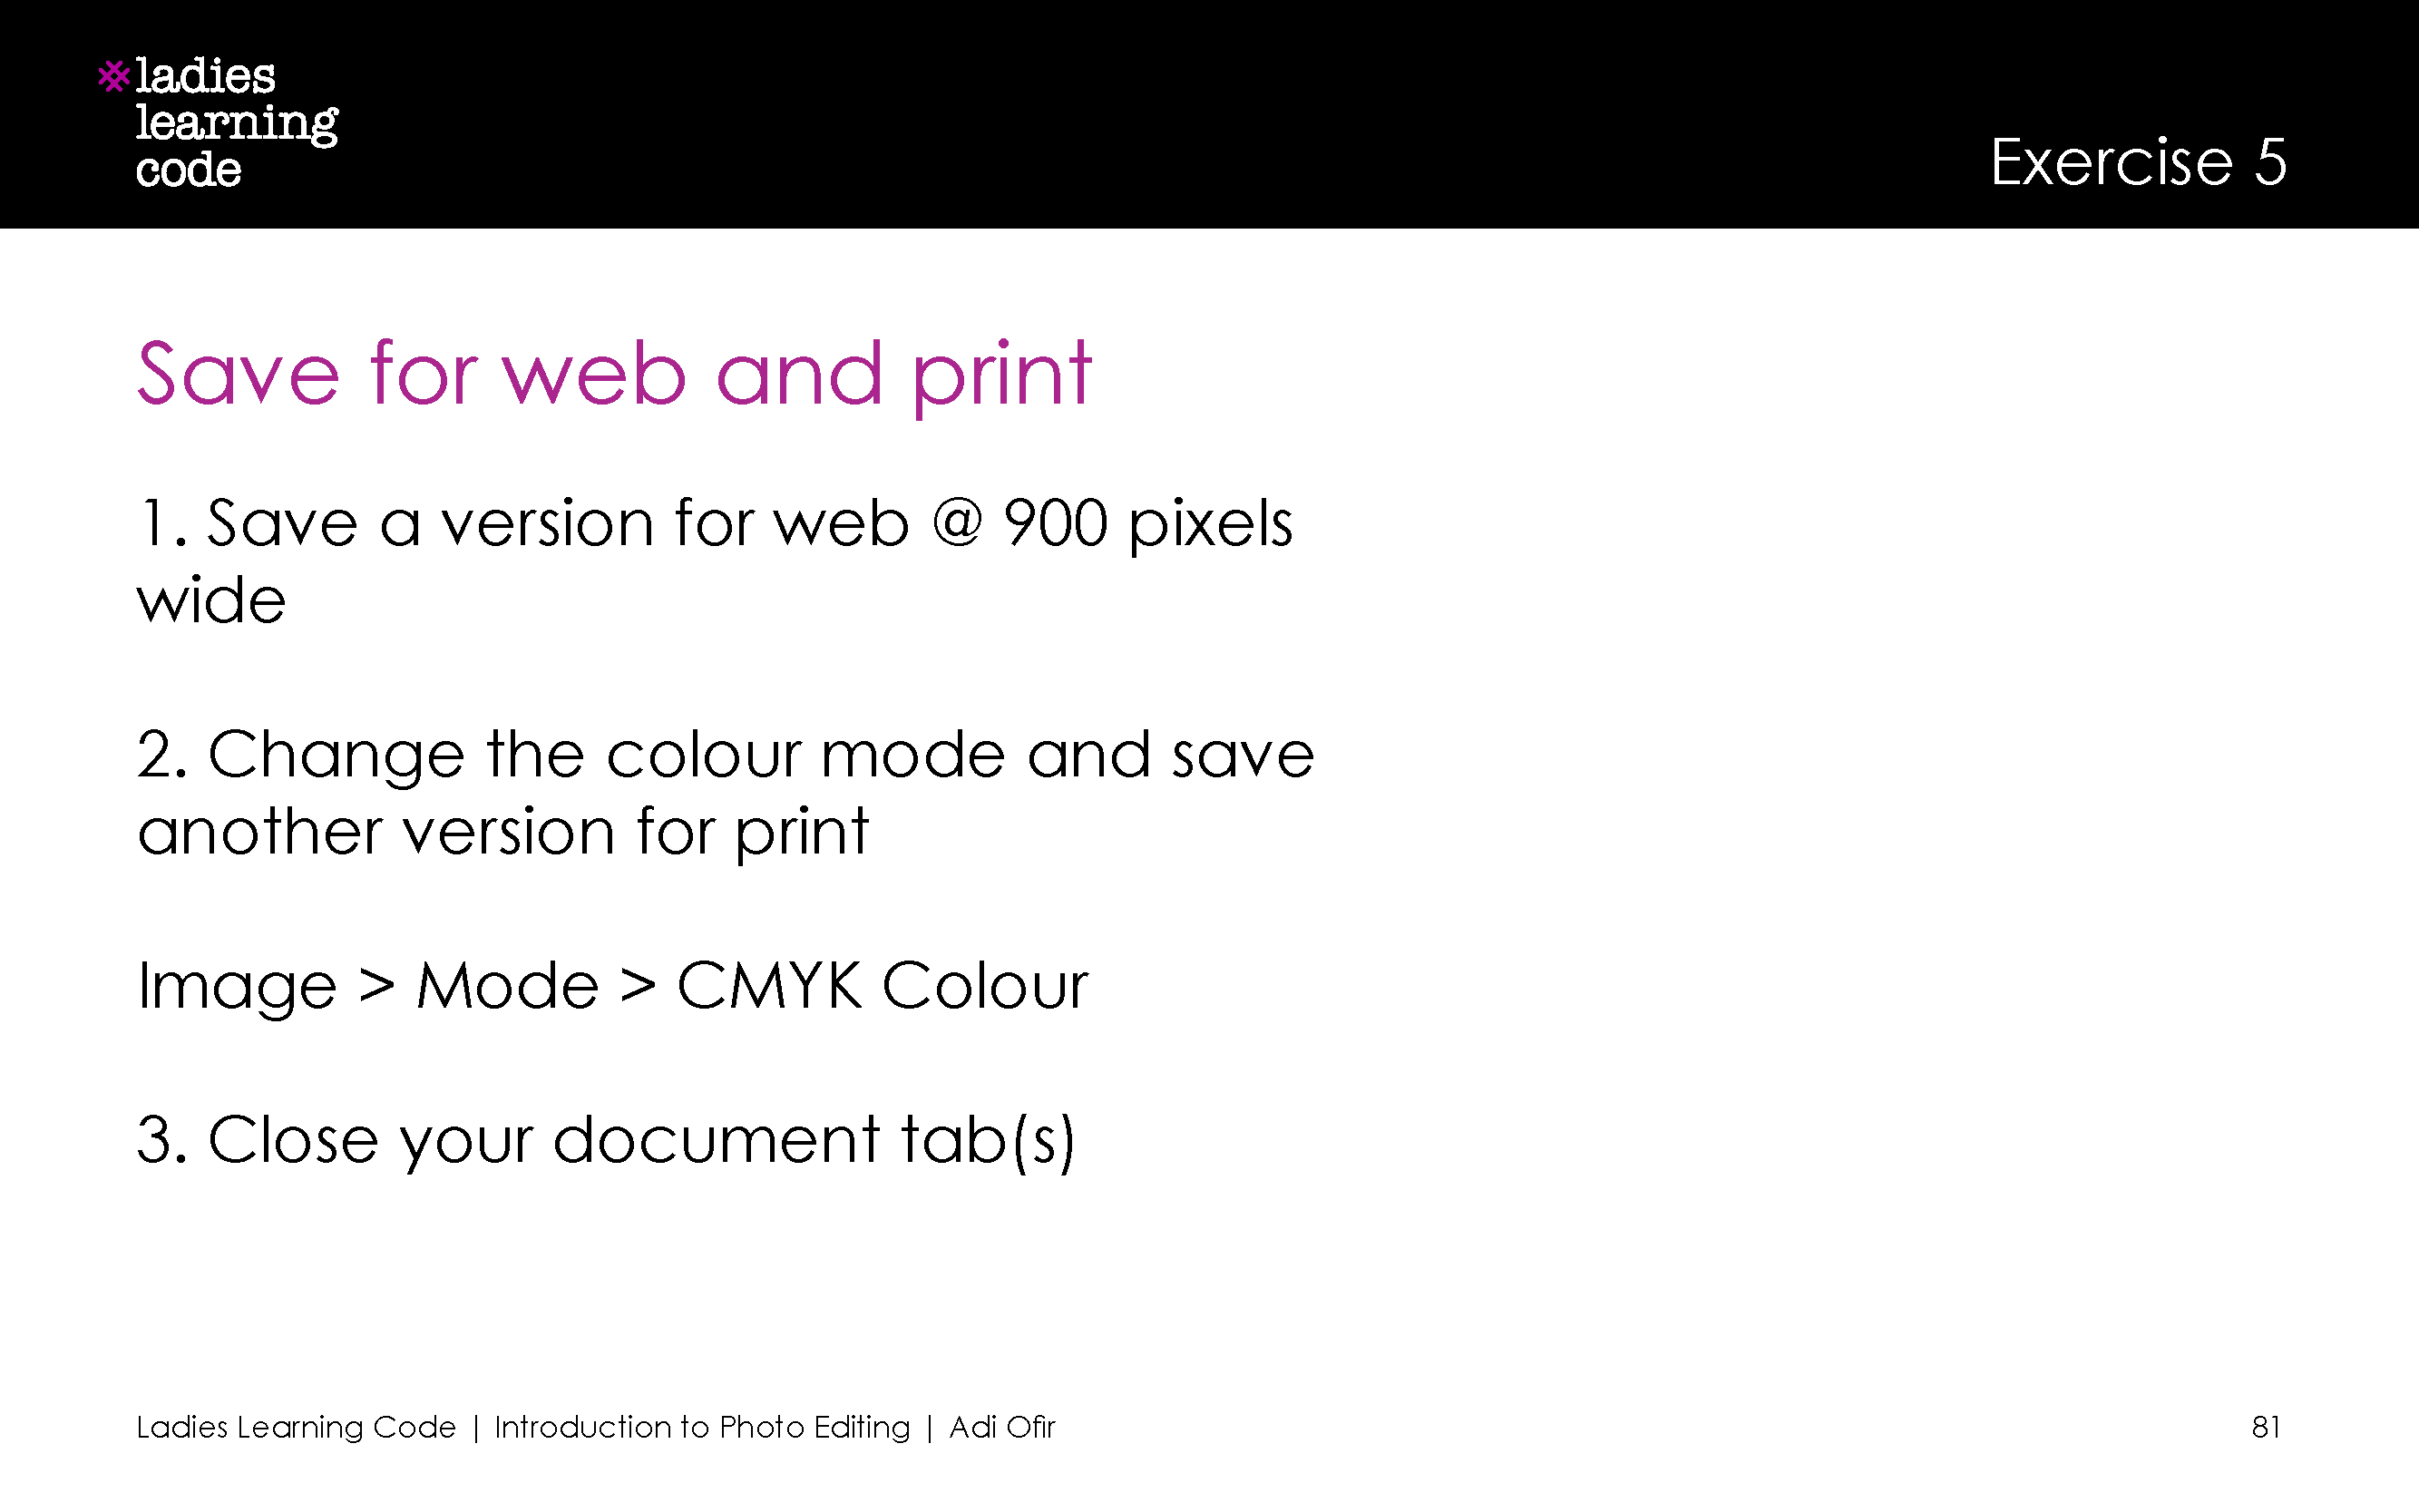 ladies
learning
code
Exercise 5
Save for web and print
1. Save a version for web @ 900 pixels
wide
2. Change the colour mode and save
another version for print
Image > Mode > CMYK Colour
3. Close your document tab(s)
Ladies Learning Code | Introduction to Photo Editing | Adi Ofir
81